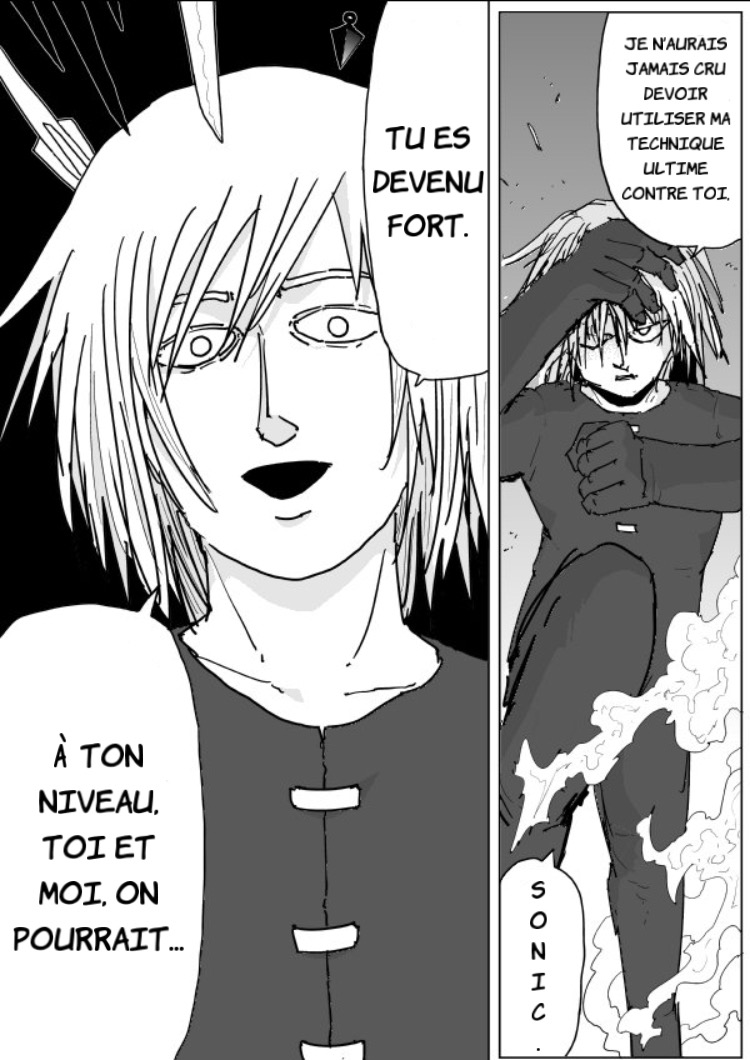 JE N'AURAIS
JAMAIS CRU
DEVOIR
UTILISER MA
TECHNIQUE
ULTIME
CONTRE TOI.
SONIC.
TU ES
DEVENU
FORT.
À TON
NIVEAU,
TOI ET
MOI, ON
POURRAIT...